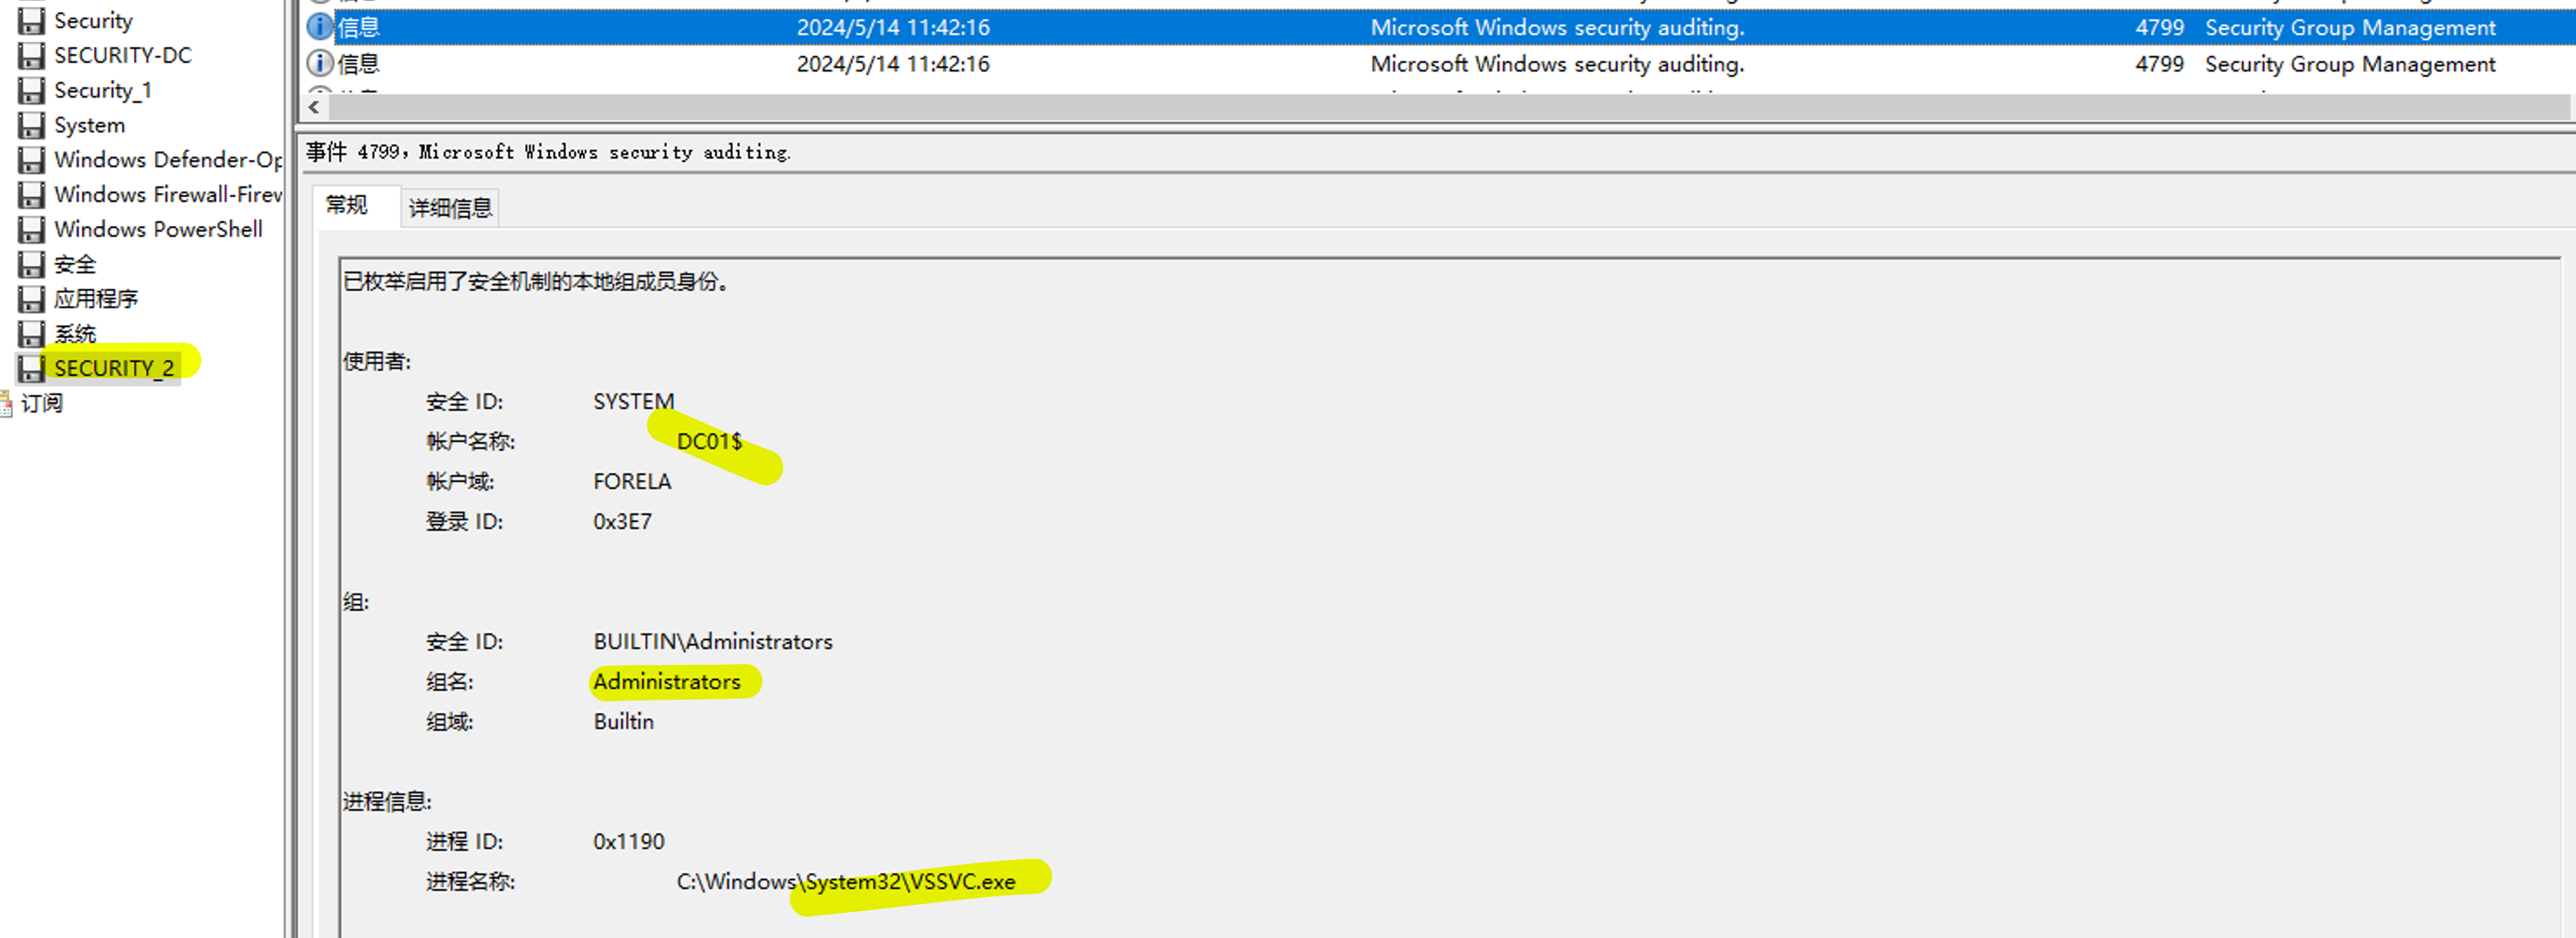 Security
SECURITY-DC
Security_1
System
Windows Defender-Op
Windows Firewall-Firew
Windows PowerShell
安全
应用程序
系统
SECURITY_2
订阅
信息 2024/5/14 11:42:16 Microsoft Windows security auditing. 4799 Security Group Management
信息 2024/5/14 11:42:16 Microsoft Windows security auditing. 4799 Security Group Management
事件 4799，Microsoft Windows security auditing.
常规 详细信息
已枚举启用了安全机制的本地组成员身份。
使用者:
安全 ID: SYSTEM
帐户名称: DC01$
帐户域: FORELA
登录 ID: 0x3E7
组:
安全 ID: BUILTIN\Administrators
组名: Administrators
组域: Builtin
进程信息:
进程 ID: 0x1190
进程名称: C:\Windows\System32\VSSVC.exe